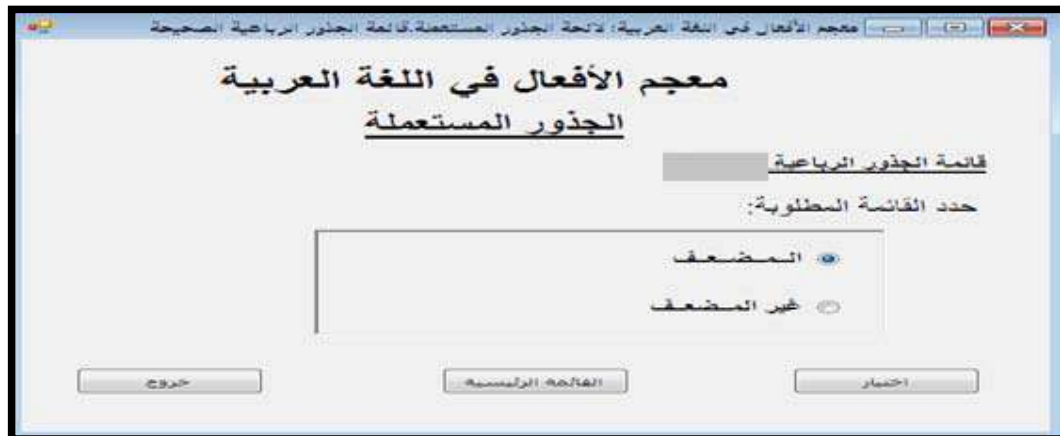 معجم الأفعال في اللغة العربية: لائحة الجذور المستعملة.قائمة الجذور الرباعية الصحيحة
معجم الأفعال في اللغة العربية
الجذور المستعملة
قائمة الجذور الرباعية
حدد القائمة المطلوبة:
المضعف
غير المضعف
اختيار
القائمة الرئيسية
خروج